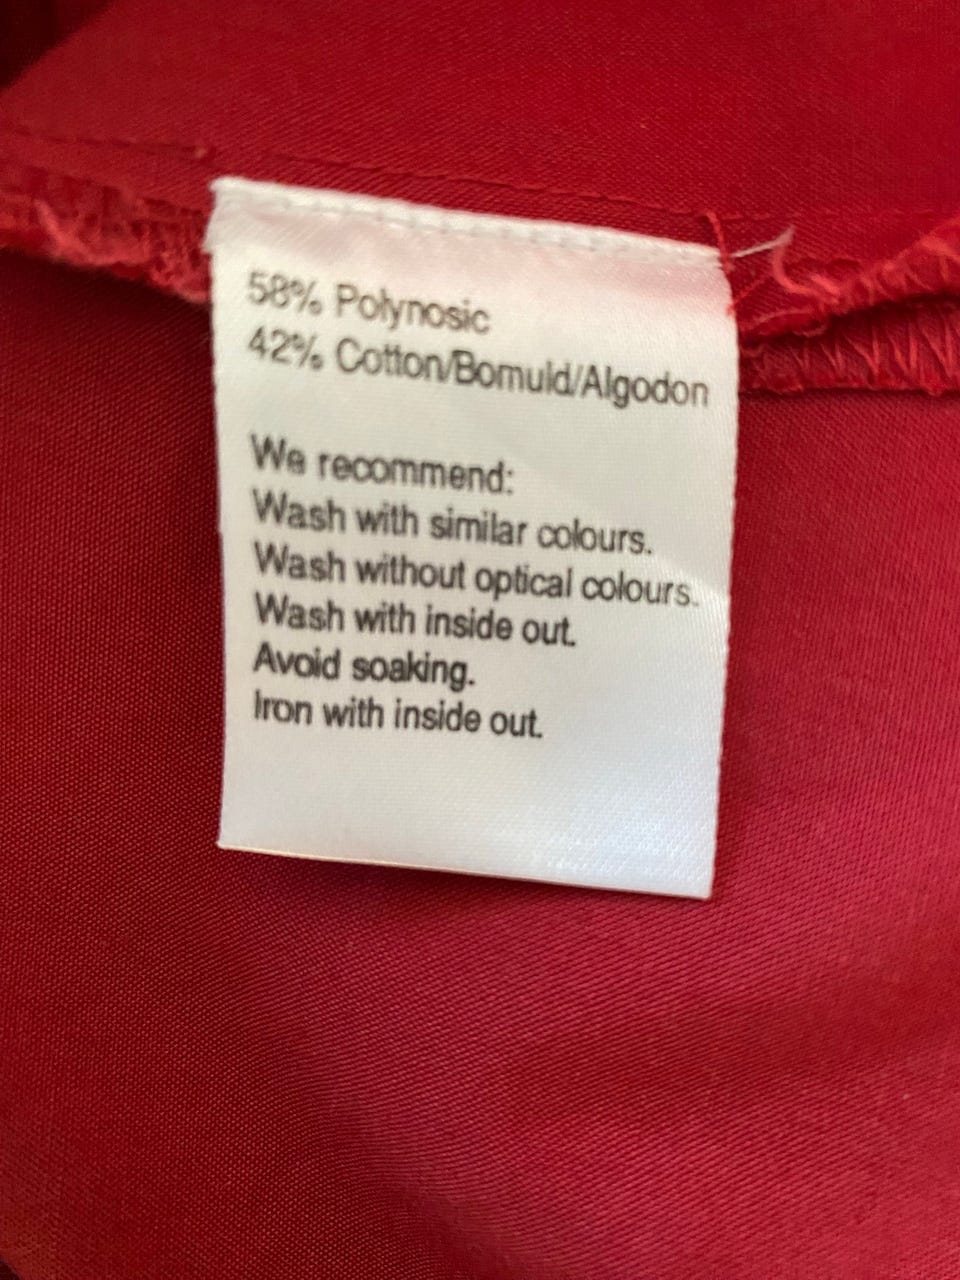 58% Polynosic
42% Cotton/Bomuld/Algodon
We recommend:
Wash with similar colours.
Wash without optical colours.
Wash with inside out.
Avoid soaking.
Iron with inside out.